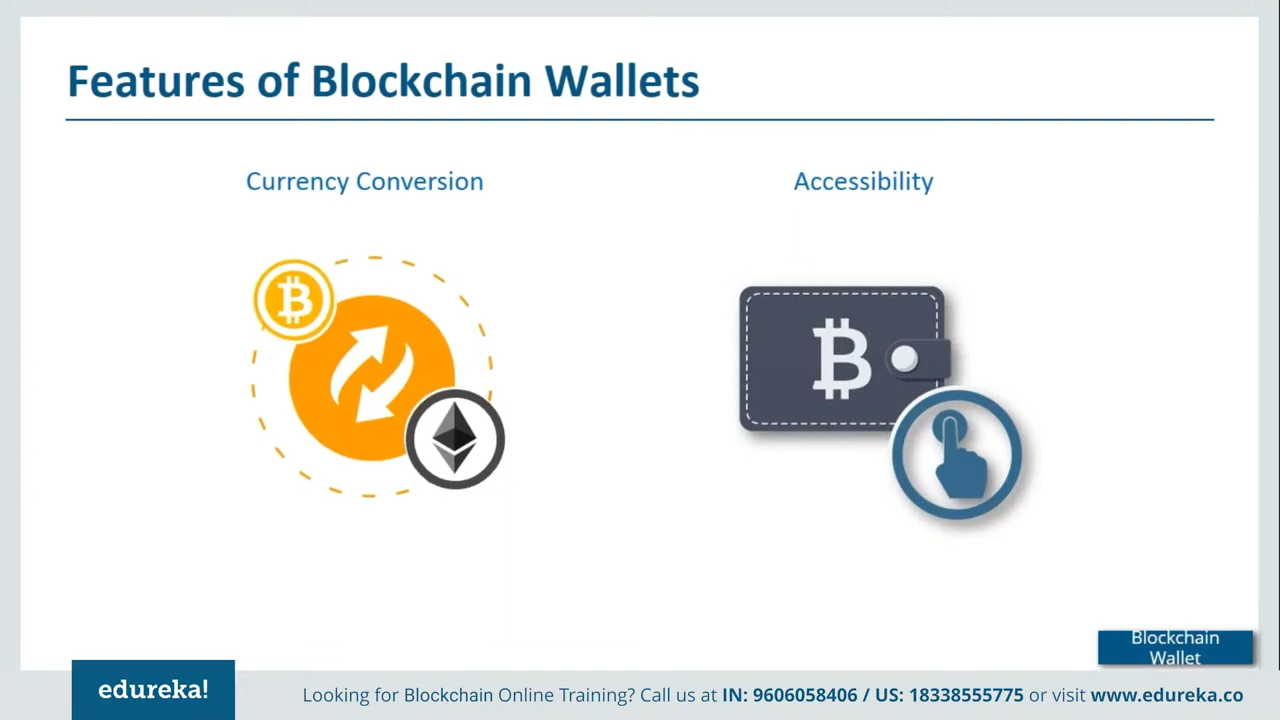 Features of Blockchain Wallets
Currency Conversion
Accessibility
Blockchain
Wallet
edureka!
Looking for Blockchain Online Training? Call us at IN: 9606058406 / US: 18338555775 or visit www.edureka.co